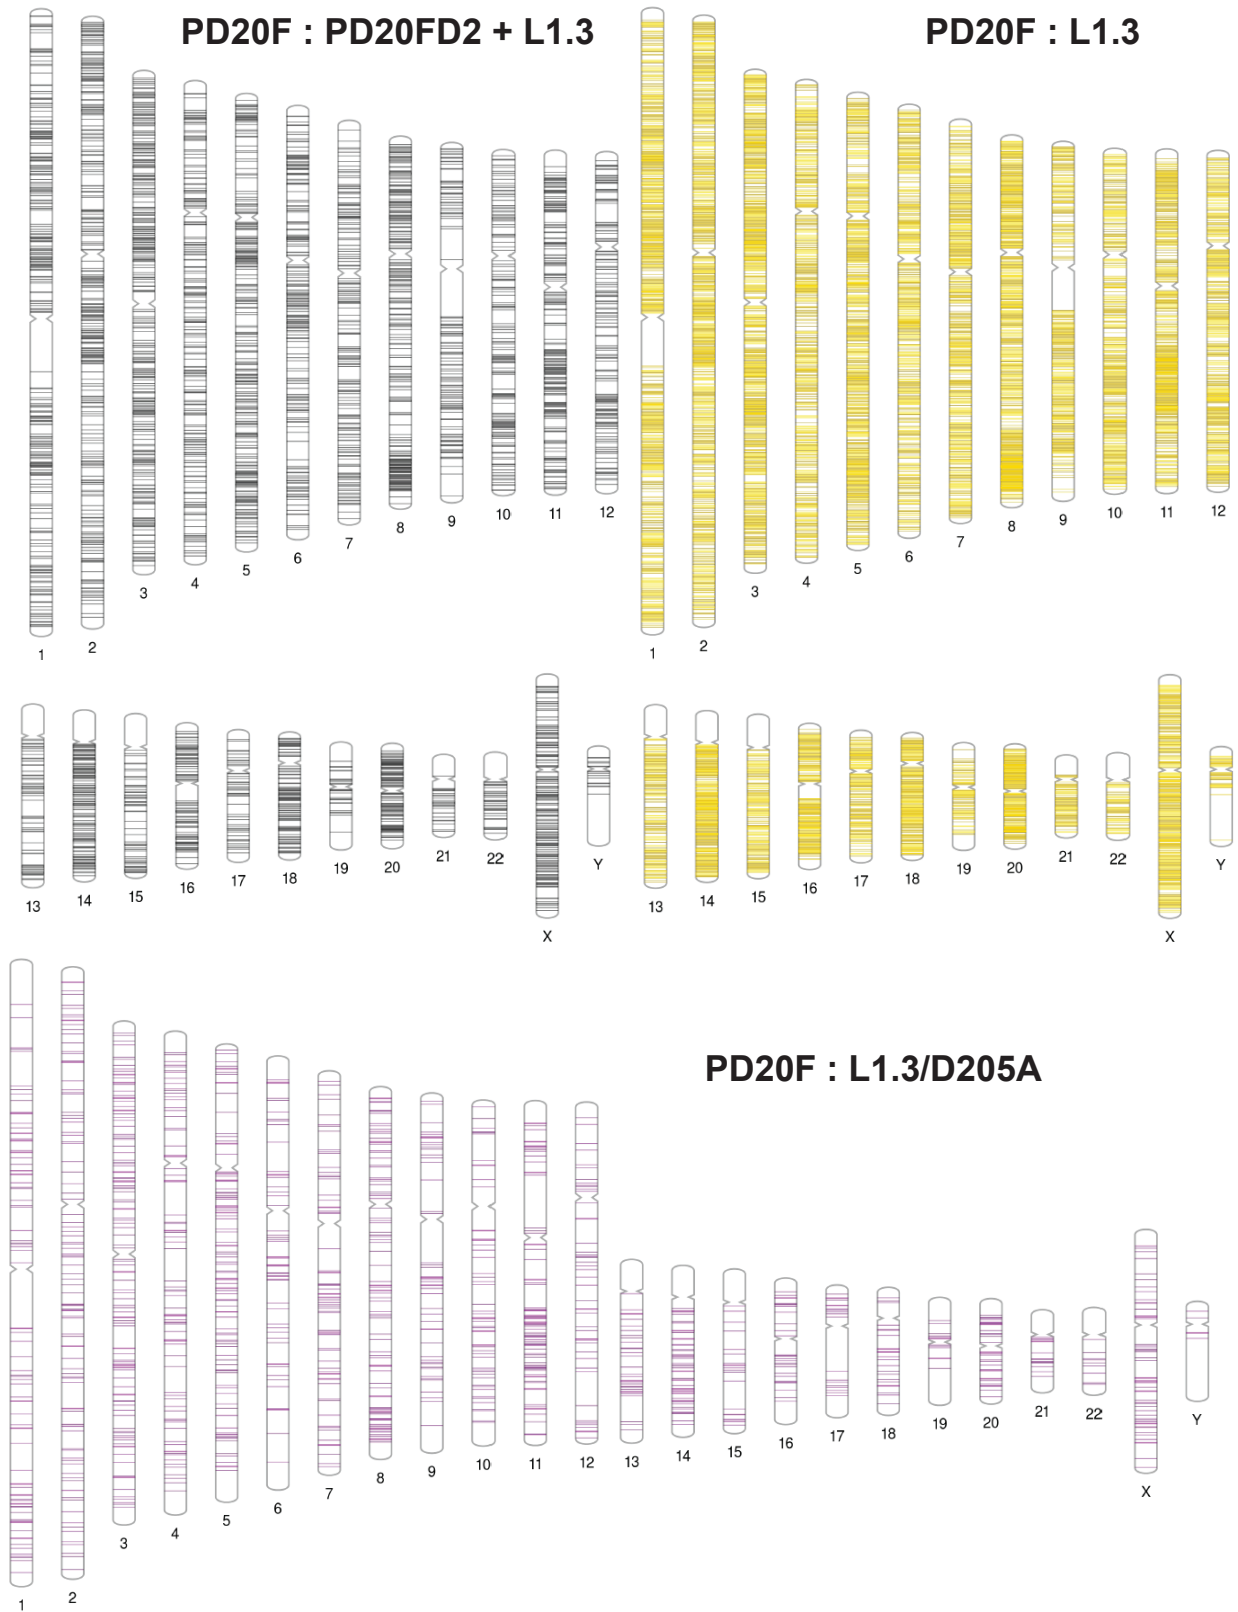 PD20F : PD20FD2 + L1.3
PD20F : L1.3
1 2 3 4 5 6 7 8 9 10 11 12
1 2 3 4 5 6 7 8 9 10 11 12
13 14 15 16 17 18 19 20 21 22 X Y
13 14 15 16 17 18 19 20 21 22 X Y
PD20F : L1.3/D205A
1 2 3 4 5 6 7 8 9 10 11 12 13 14 15 16 17 18 19 20 21 22 X Y